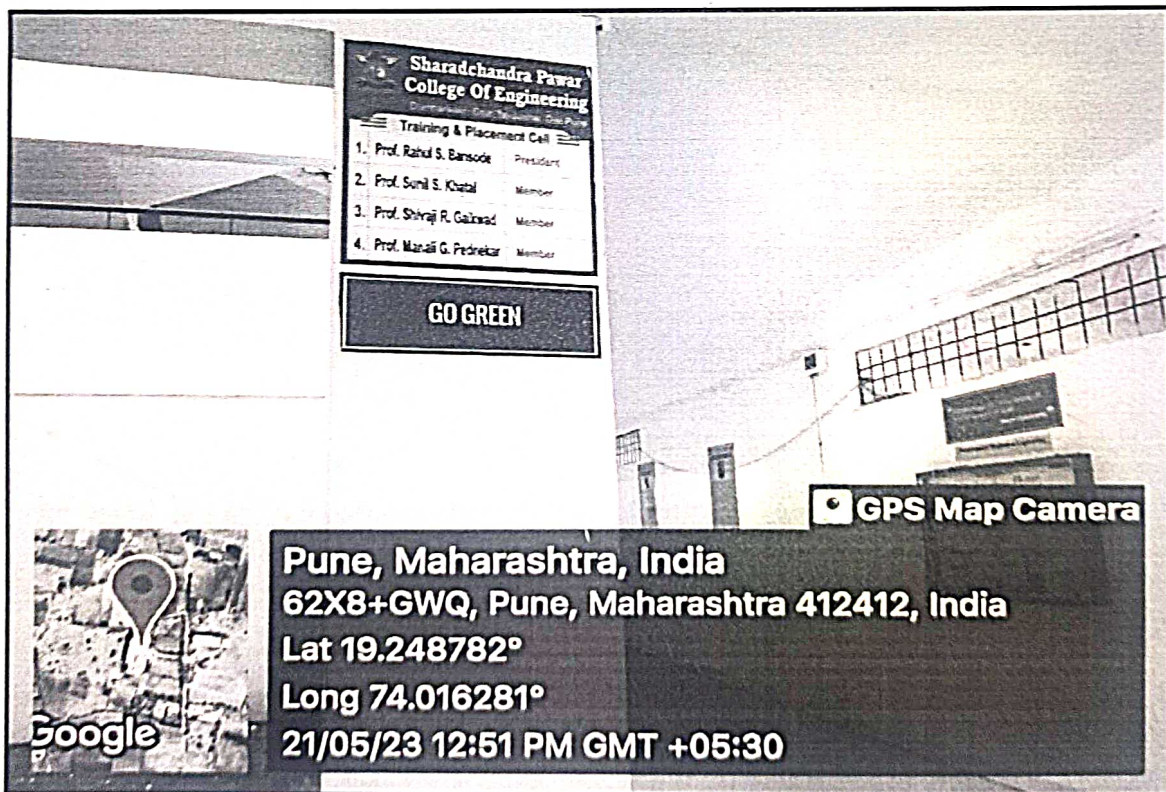 Sharadchandra Pawar
College Of Engineering
Training & Placement Cell
1. Prof. Rahul S. Bansode President
2. Prof. Sunil S. Khatal Member
3. Prof. Shivaji R. Gaikwad Member
4. Prof. Manali G. Pednekar Member
GO GREEN
GPS Map Camera
Pune, Maharashtra, India
62X8+GWQ, Pune, Maharashtra 412412, India
Lat 19.248782°
Long 74.016281°
21/05/23 12:51 PM GMT +05:30
Google